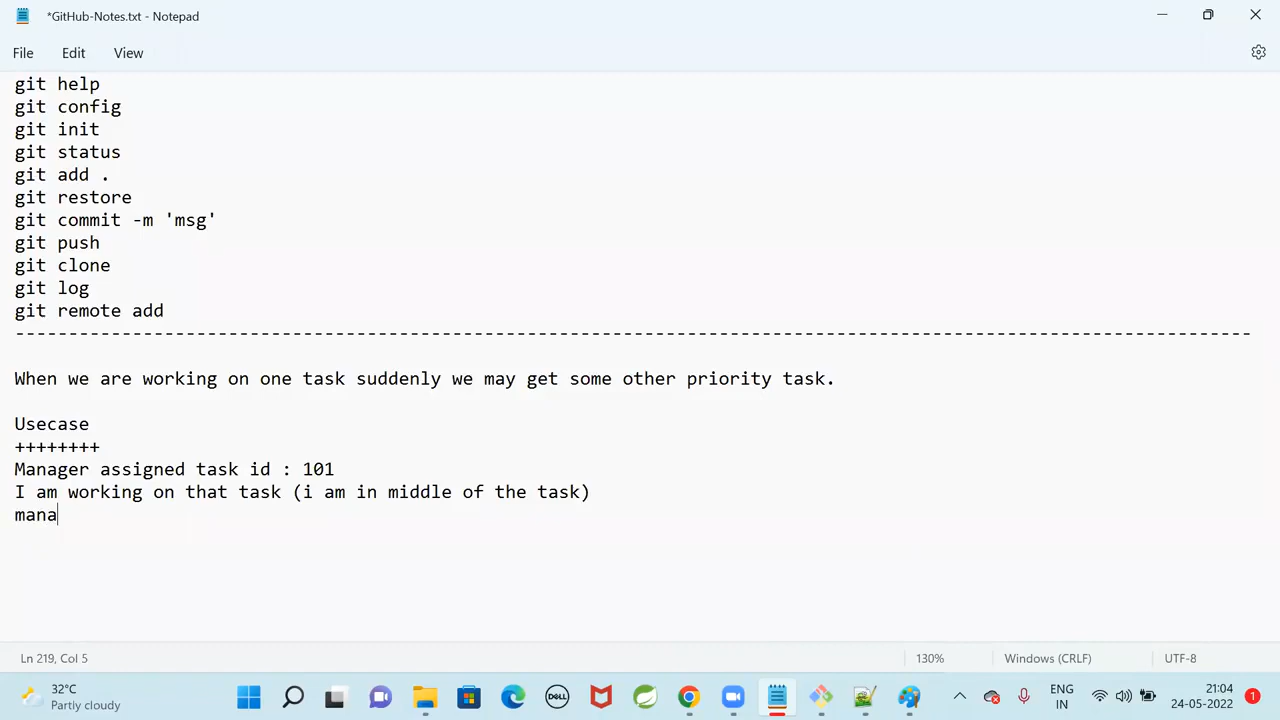 *GitHub-Notes.txt - Notepad
File Edit View
git help
git config
git init
git status
git add .
git restore
git commit -m 'msg'
git push
git clone
git log
git remote add
--------------------------------------------------------------------------------------------------------------------
When we are working on one task suddenly we may get some other priority task.
Usecase
++++++++
Manager assigned task id : 101
I am working on that task (i am in middle of the task)
mana
Ln 219, Col 5 130% Windows (CRLF) UTF-8
32°C
Partly cloudy
DELL
ENG
IN
21:04
24-05-2022
1